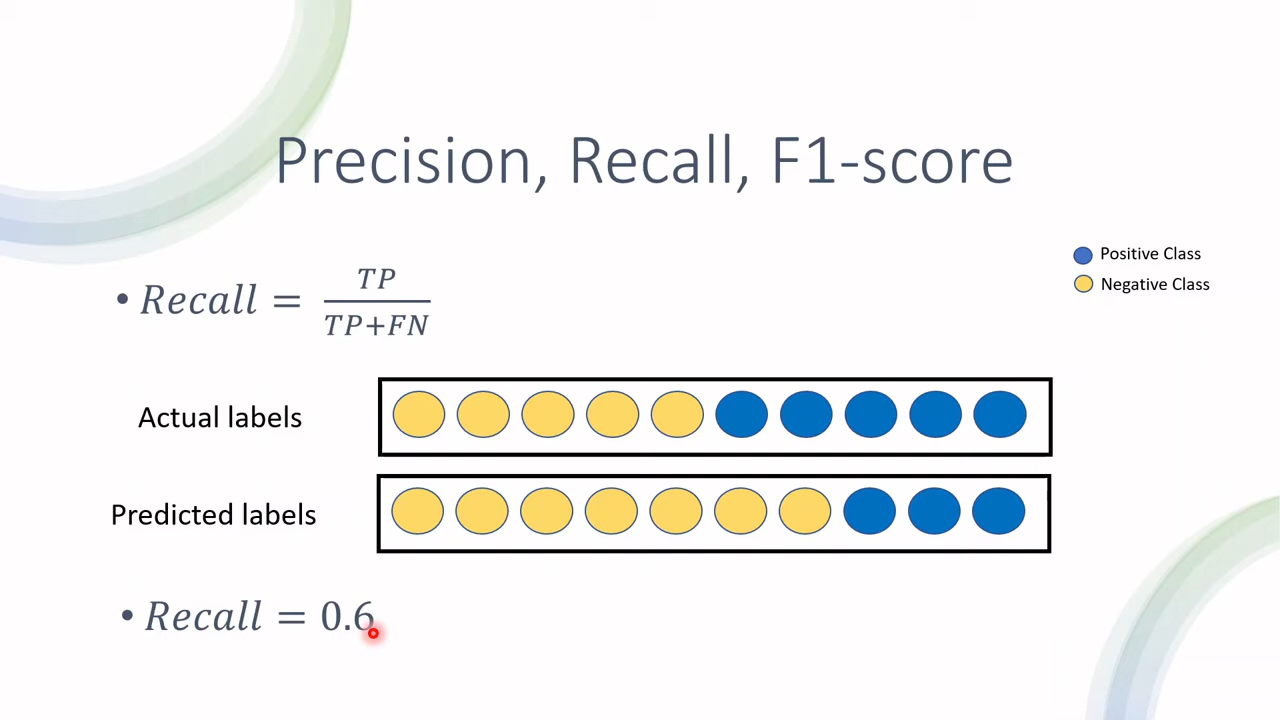 Precision, Recall, F1-score
Positive Class
Negative Class
• Recall = TP / TP+FN
Actual labels
Predicted labels
• Recall = 0.6